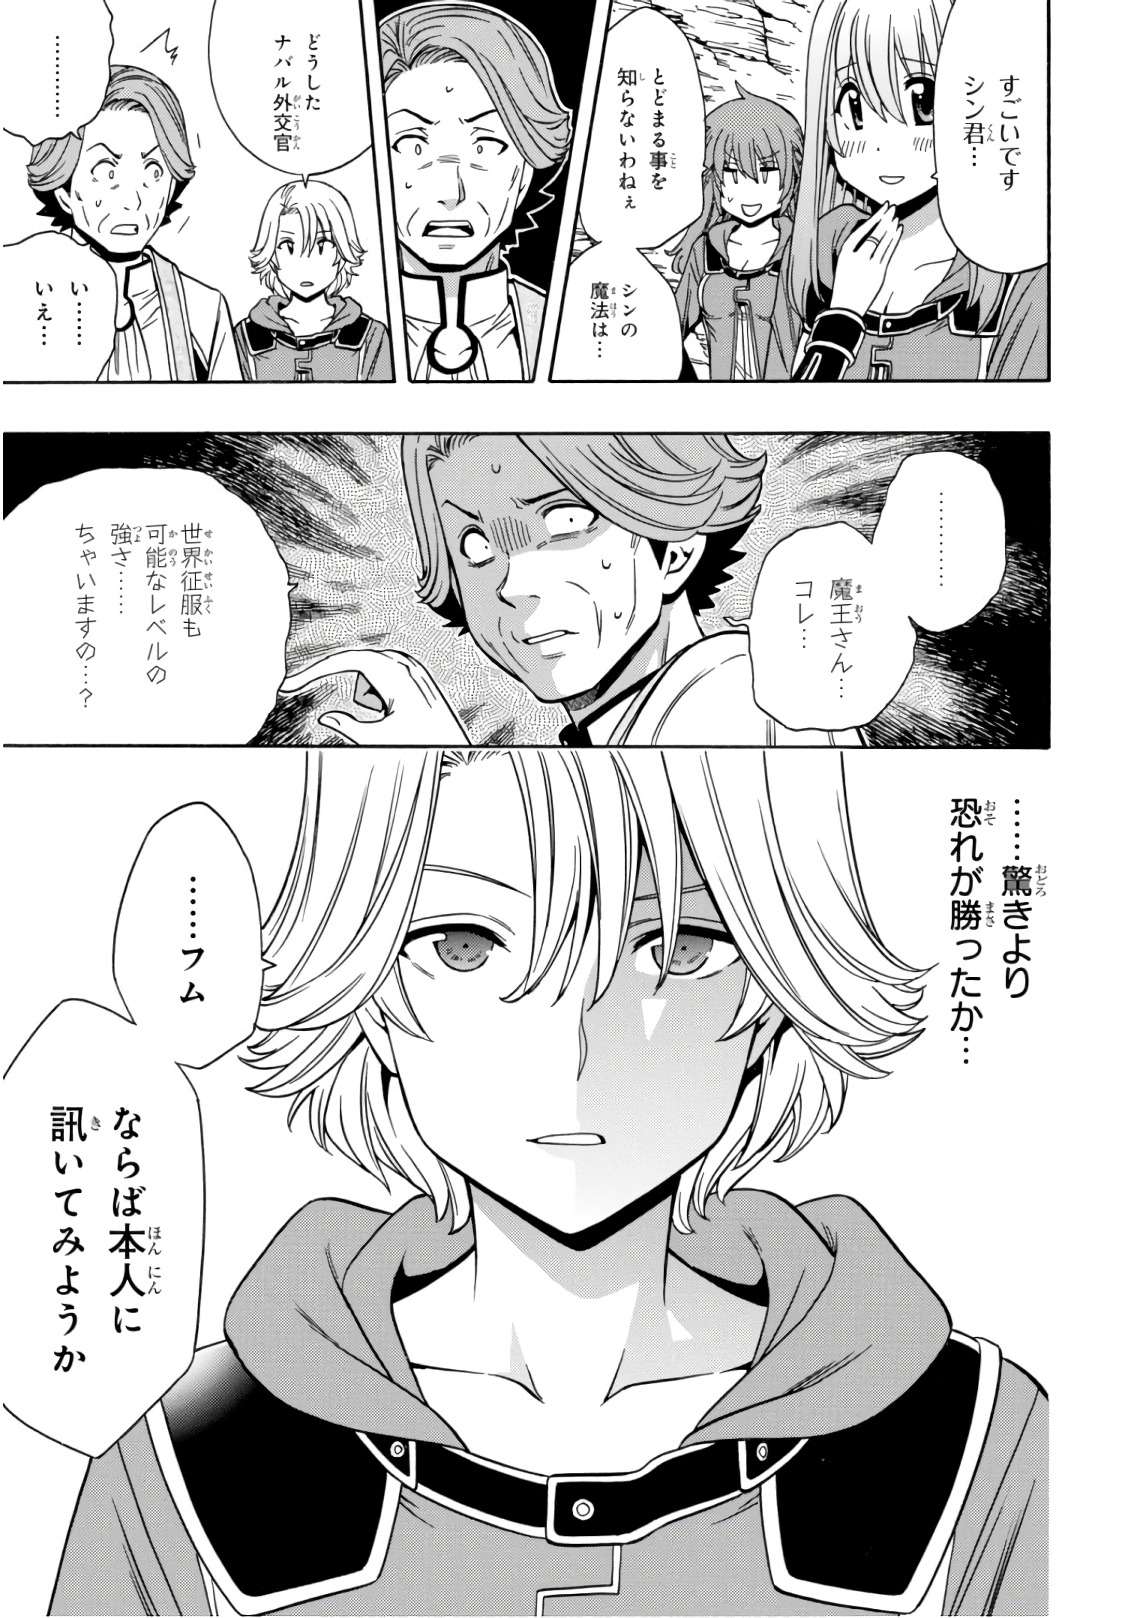 すごいです
シン君…
とどまる事を
知らないわねぇ
シンの
魔法は…
どうした
ナバル外交官
………
い……
いえ…
………
魔王さん…
コレ…
世界征服も
可能なレベルの
強さ……
ちゃいますの…?
……驚きより
恐れが勝ったか…
……フム
ならば本人に
訊いてみようか